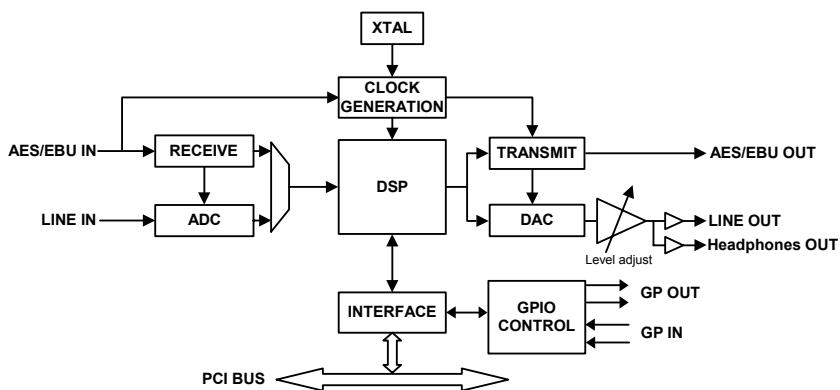 XTAL
CLOCK
GENERATION
AES/EBU IN
RECEIVE
DSP
TRANSMIT
AES/EBU OUT
LINE IN
ADC
DAC
LINE OUT
Headphones OUT
Level adjust
INTERFACE
GPIO
CONTROL
GP OUT
GP IN
PCI BUS